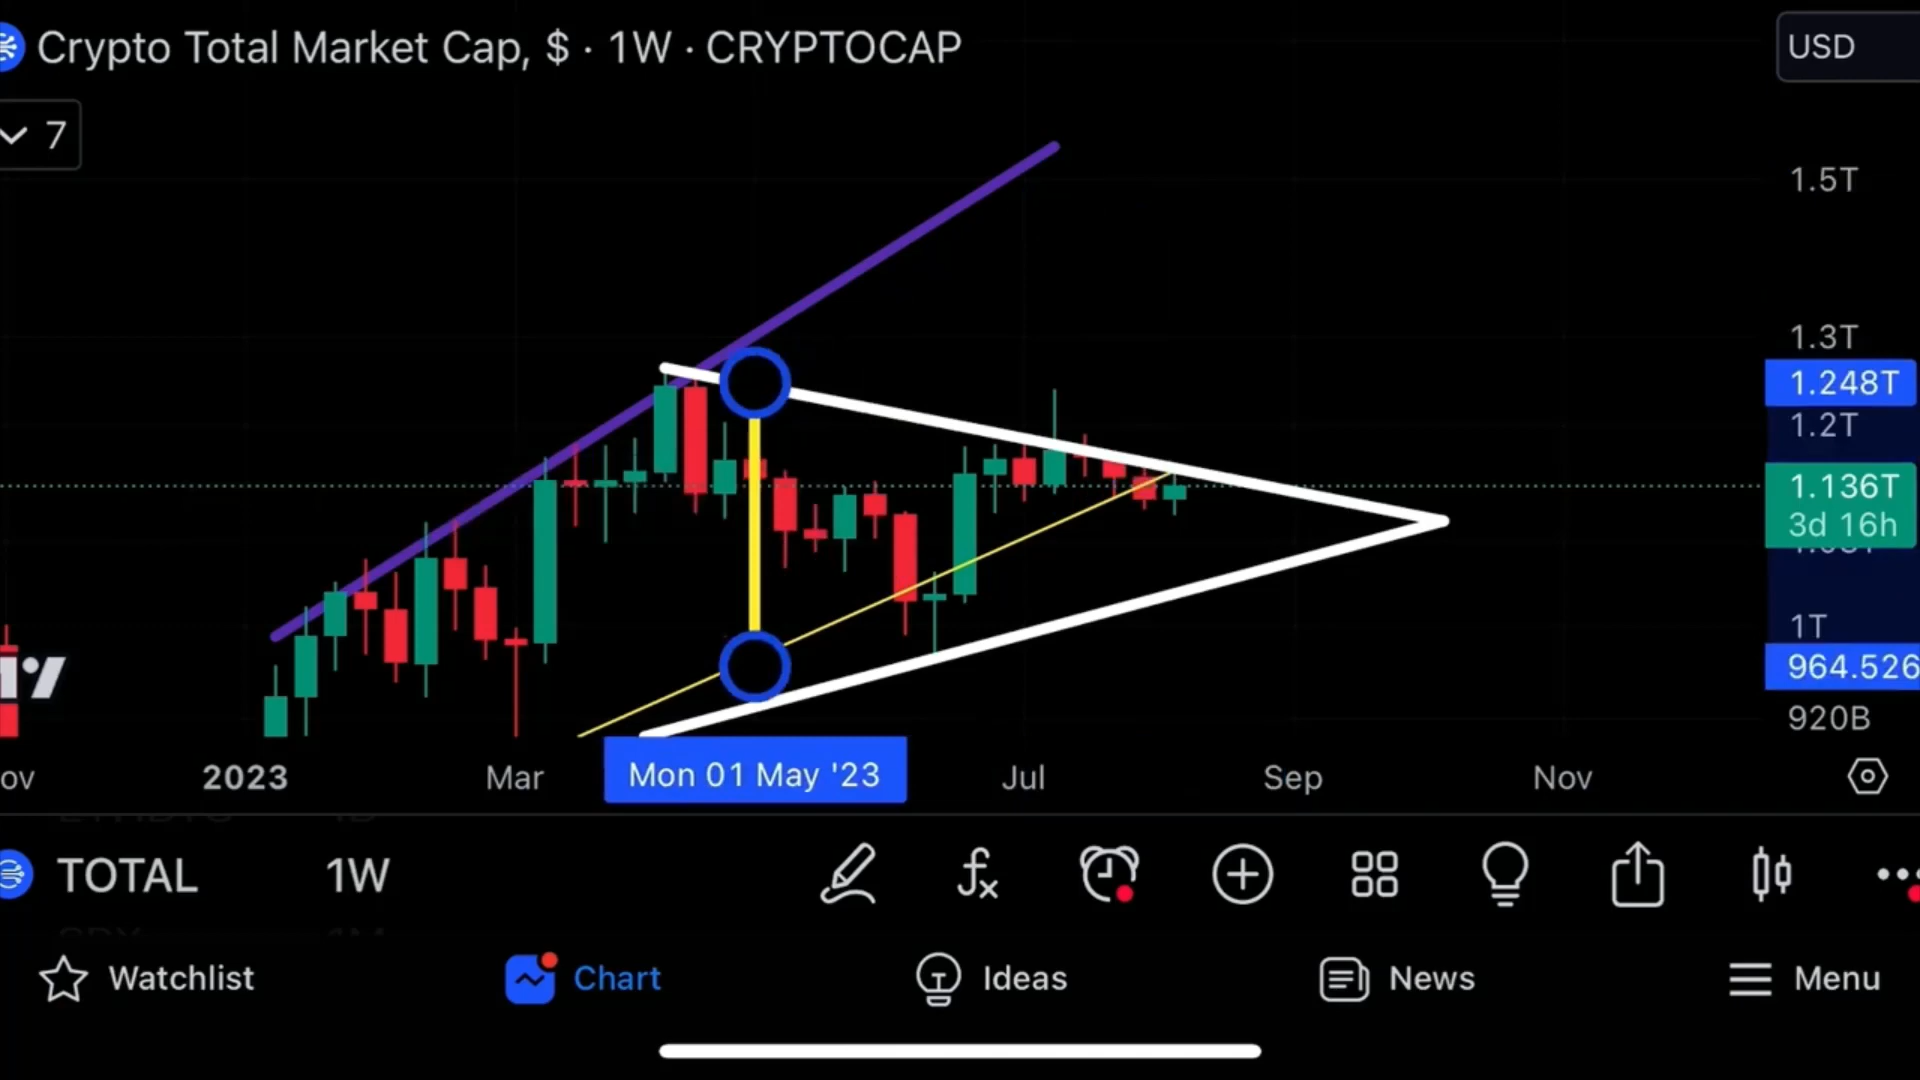 Crypto Total Market Cap, $ · 1W · CRYPTOCAP
USD
7
1.5T
1.3T
1.248T
1.2T
1.136T
3d 16h
1T
964.526
920B
ov
2023
Mar
Mon 01 May '23
Jul
Sep
Nov
TOTAL
1W
Watchlist
Chart
Ideas
News
Menu